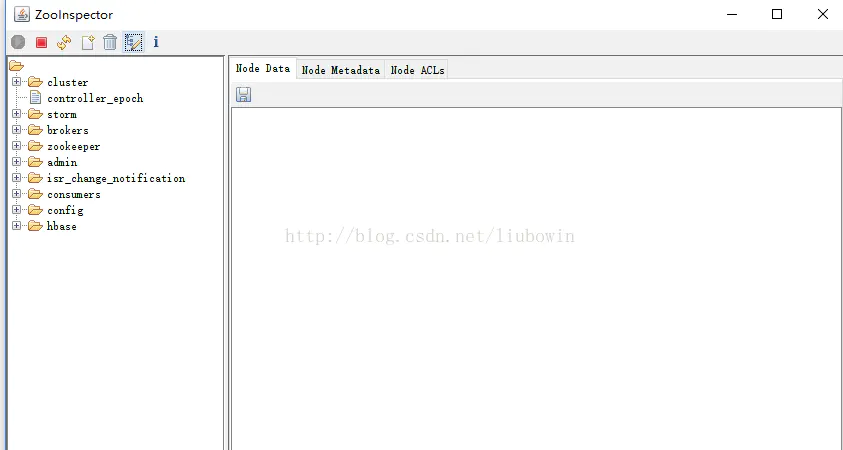 ZooInspector
Node Data Node Metadata Node ACLs
cluster
controller_epoch
storm
brokers
zookeeper
admin
isr_change_notification
consumers
config
hbase
http://blog.csdn.net/liubowin